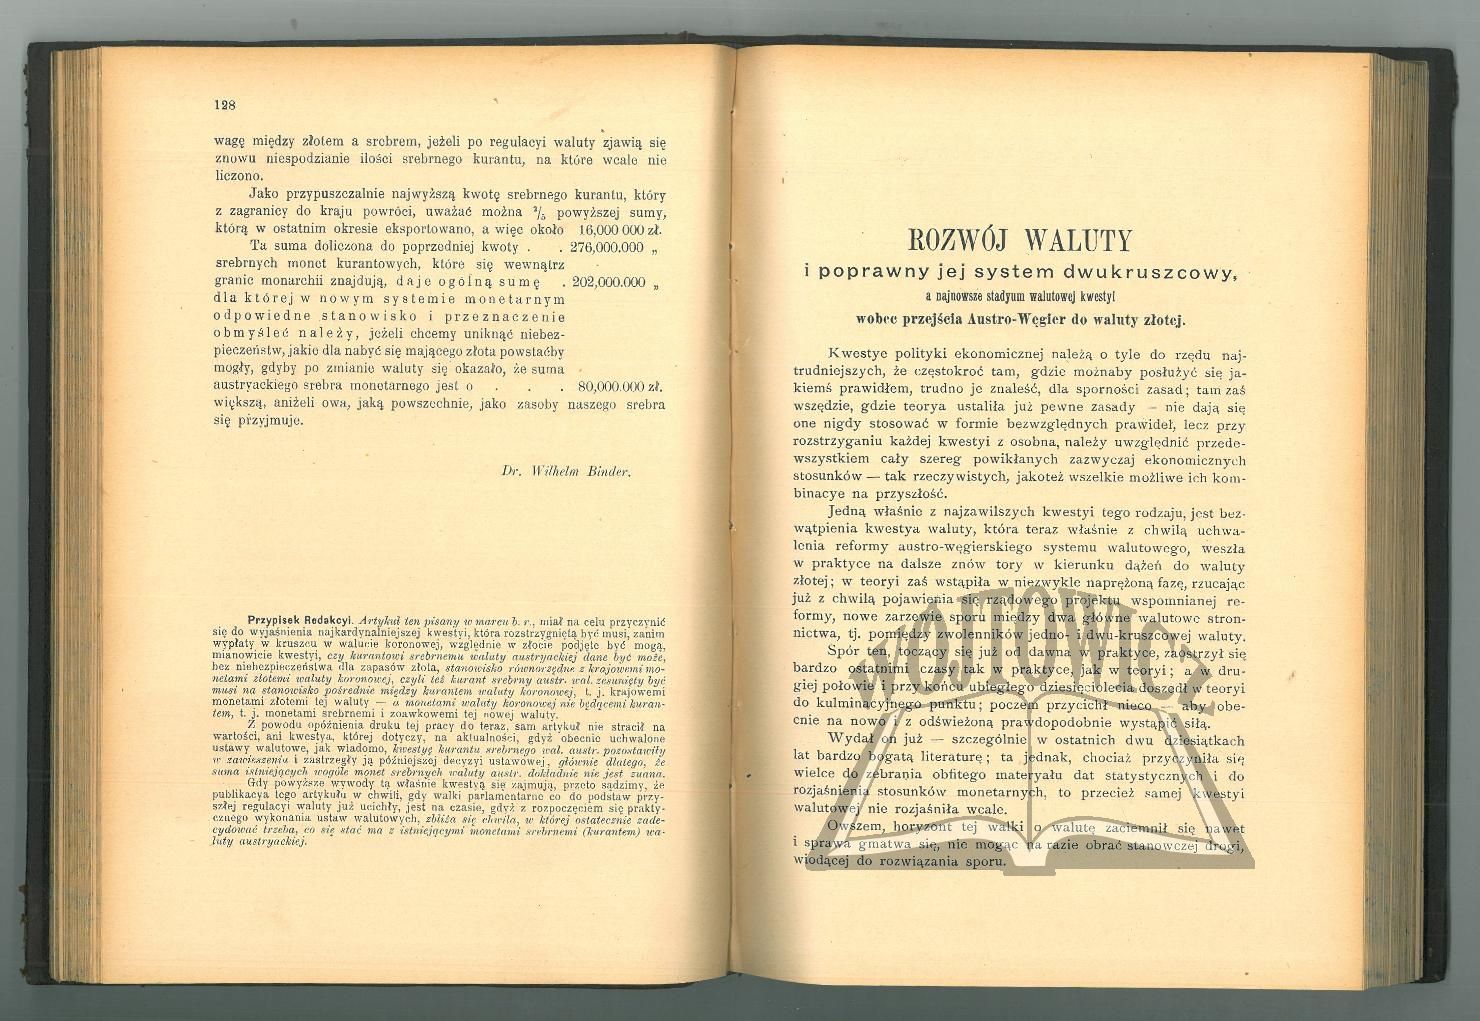 128
wagę między złotem a srebrem, jeżeli po regulacyi waluty zjawią się
znowu niespodzianie ilości srebrnego kurantu, na które wcale nie
liczono.
Jako przypuszczalnie najwyższą kwotę srebrnego kurantu, który
z zagranicy do kraju powróci, uważać można powyższej sumy,
którą w ostatnim okresie eksportowano, a więc około 16,000 000 zł.
Ta suma doliczona do poprzedniej kwoty . . 276,000.000 „
srebrnych monet kurantowych, które się wewnątrz
granic monarchii znajdują, daje ogólną sumę . 202,000.000 „
dla której w nowym systemie monetarnym
odpowiedne stanowisko i przeznaczenie
obmyśleć należy, jeżeli chcemy uniknąć niebez-
pieczeństw, jakie dla nabyć się mającego złota powstaćby
mogły, gdyby po zmianie waluty się okazało, że suma
austryackiego srebra monetarnego jest o . . . 80,000.000 zł.
większą, aniżeli owa, jaką powszechnie, jako zasoby naszego srebra
się przyjmuje.
Dr. Wilhelm Binder.
Przypisek Redakcyi. Artykuł ten pisany w marcu b. r., miał na celu przyczynić
się do wyjaśnienia najkardynalniejszej kwestyi, która rozstrzygniętą być musi, zanim
wypłaty w kruszcu w walucie koronowej, względnie w złocie podjęte być mogą,
mianowicie kwestyi, czy kurantowi srebrnemu waluty austryackiej dane być może,
bez niebezpieczeństwa dla zapasów złota, stanowisko równorzędne z krajowemi mo-
netami złotemi waluty koronowej, czyli też kurant srebrny austr. wal. zesunięty być
musi na stanowisko pośrednie między kurantem waluty koronowej, t. j. krajowemi
monetami złotemi tej waluty — a monetami waluty koronowej nie będącemi kuran-
tem, t. j. monetami srebrnemi i zdawkowemi tej nowej waluty.
Z powodu opóźnienia druku tej pracy do teraz, sam artykuł nie stracił na
wartości, ani kwestya, której dotyczy, na aktualności, gdyż obecnie uchwalone
ustawy walutowe, jak wiadomo, kwestyę kurantu srebrnego wal. austr. pozostawiły
w zawieszeniu i zastrzegły ją późniejszej decyzyi ustawowej, głównie dlatego, że
suma istniejących wogóle monet srebrnych waluty austr. dokładnie nie jest znana.
Gdy powyższe wywody tą właśnie kwestyą się zajmują, przeto sądzimy, że
publikacya tego artykułu w chwili, gdy walki parlamentarne co do podstaw przy-
szłej regulacyi waluty już ucichły, jest na czasie, gdyż z rozpoczęciem się prakty-
cznego wykonania ustaw walutowych, zbliża się chwila, w której ostatecznie zade-
cydować trzeba, co się stać ma z istniejącymi monetami srebrnemi (kurantem) wa-
luty austryackiej.
ROZWÓJ WALUTY
i poprawny jej system dwukruszcowy,
a najnowsze stadyum walutowej kwestyi
wobec przejścia Austro-Węgier do waluty złotej.
Kwestye polityki ekonomicznej należą o tyle do rzędu naj-
trudniejszych, że częstokroć tam, gdzie możnaby posłużyć się ja-
kiemś prawidłem, trudno je znaleść, dla sporności zasad; tam zaś
wszędzie, gdzie teorya ustaliła już pewne zasady — nie dają się
one nigdy stosować w formie bezwzględnych prawideł, lecz przy
rozstrzyganiu każdej kwestyi z osobna, należy uwzględnić przede-
wszystkiem cały szereg powikłanych zazwyczaj ekonomicznych
stosunków — tak rzeczywistych, jakoteż wszelkie możliwe ich kom-
binacye na przyszłość.
Jedną właśnie z najzawilszych kwestyi tego rodzaju, jest bez-
wątpienia kwestya waluty, która teraz właśnie z chwilą uchwa-
lenia reformy austro-węgierskiego systemu walutowego, weszła
w praktyce na dalsze znów tory w kierunku dążeń do waluty
złotej; w teoryi zaś wstąpiła w niezwykle naprężoną fazę, rzucając
już z chwilą pojawienia się rządowego projektu wspomnianej re-
formy, nowe zarzewie sporu między dwa główne walutowe stron-
nictwa, tj. pomiędzy zwolenników jedno- i dwu-kruszcowej waluty.
Spór ten, toczący się już od dawna w praktyce, zaostrzył się
bardzo ostatnimi czasy tak w praktyce, jak w teoryi; a w dru-
giej połowie i przy końcu ubiegłego dziesięciolecia doszedł w teoryi
do kulminacyjnego punktu; poczem przycichł nieco — aby obe-
cnie na nowo i z odświeżoną prawdopodobnie wystąpić siłą.
Wydał on już — szczególnie w ostatnich dwu dziesiątkach
lat bardzo bogatą literaturę; ta jednak, chociaż przyczyniła się
wielce do zebrania obfitego materyału dat statystycznych i do
rozjaśnienia stosunków monetarnych, to przecież samej kwestyi
walutowej nie rozjaśniła wcale.
Owszem, horyzont tej walki o walutę zaciemnił się nawet
i sprawa gmatwa się, nie mogąc na razie obrać stanowczej drogi,
wiodącej do rozwiązania sporu.
WÓJTOWICZ